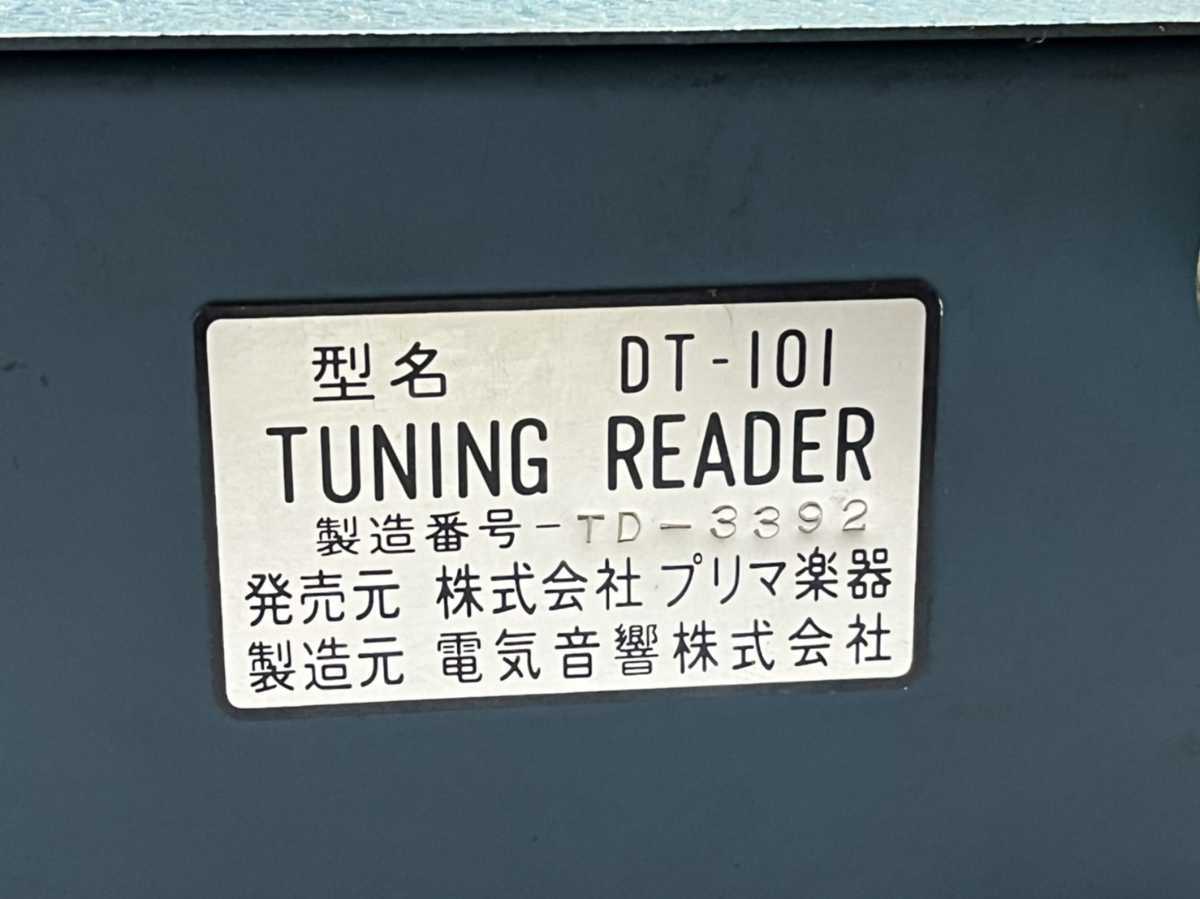 型名 DT-101
TUNING READER
製造番号-TD-3392
発売元 株式会社プリマ楽器
製造元 電気音響株式会社